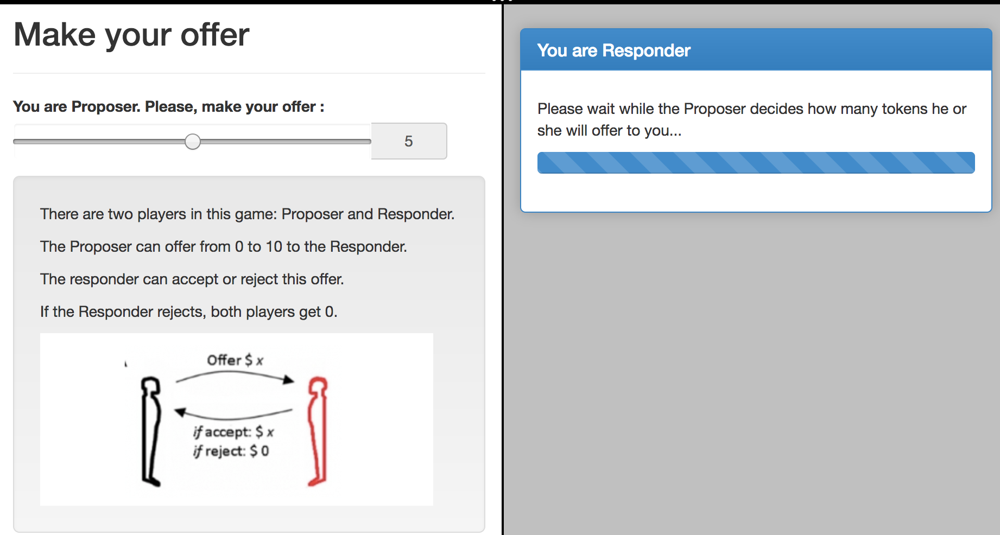 Make your offer
You are Proposer. Please, make your offer :
5
There are two players in this game: Proposer and Responder.
The Proposer can offer from 0 to 10 to the Responder.
The responder can accept or reject this offer.
If the Responder rejects, both players get 0.
Offer $ x
if accept: $ x
if reject: $ 0
You are Responder
Please wait while the Proposer decides how many tokens he or
she will offer to you...